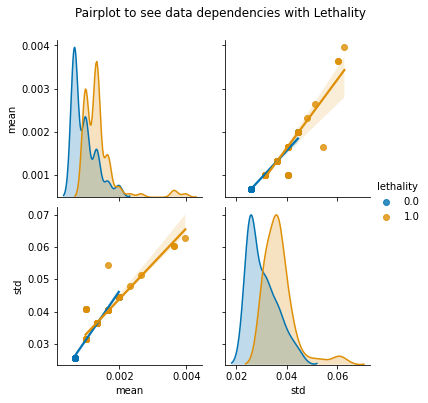 Pairplot to see data dependencies with Lethality
0.004
0.003
0.002
0.001
mean
lethality
0.0
1.0
0.07
0.06
0.05
0.04
0.03
std
0.002 0.004
mean
0.02 0.04 0.06
std